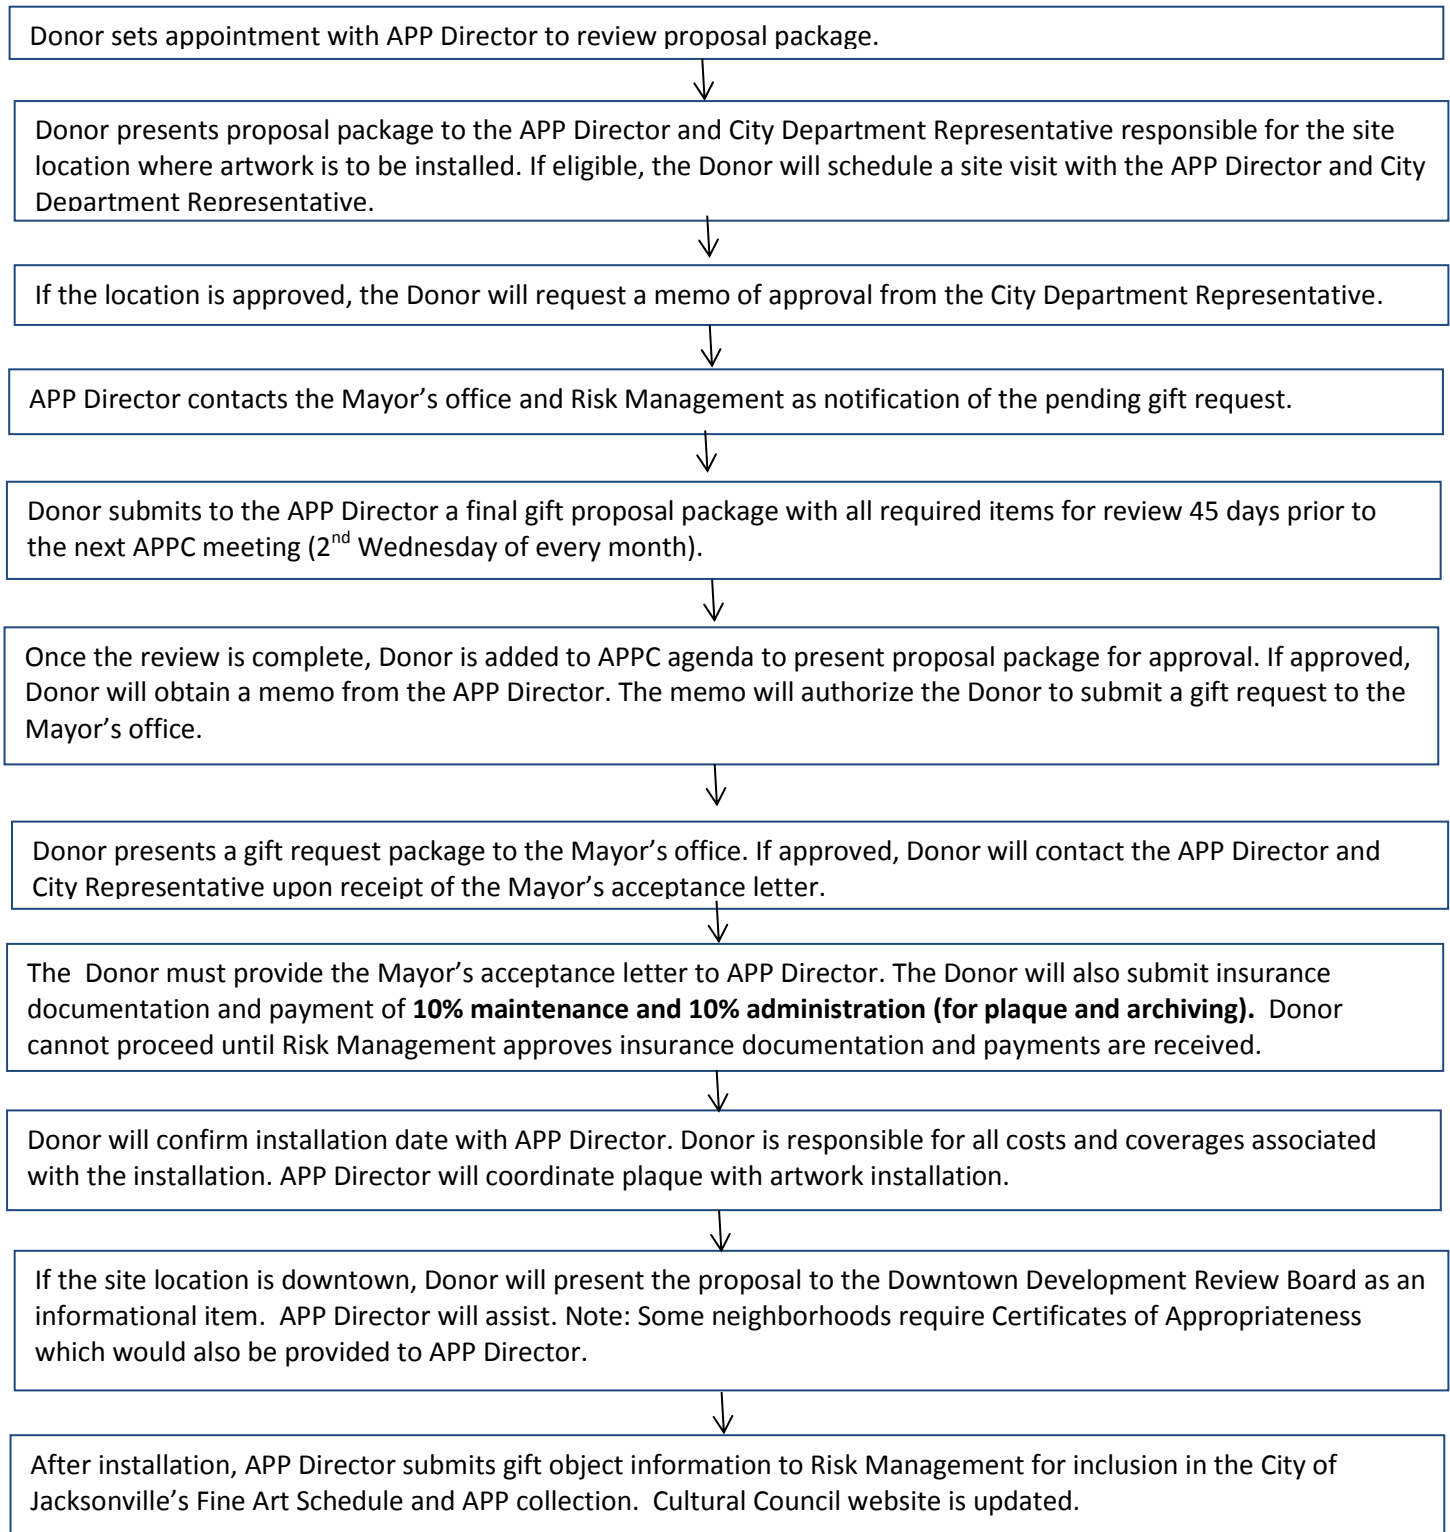 Donor sets appointment with APP Director to review proposal package.
Donor presents proposal package to the APP Director and City Department Representative responsible for the site
location where artwork is to be installed. If eligible, the Donor will schedule a site visit with the APP Director and City
Department Representative.
If the location is approved, the Donor will request a memo of approval from the City Department Representative.
APP Director contacts the Mayor’s office and Risk Management as notification of the pending gift request.
Donor submits to the APP Director a final gift proposal package with all required items for review 45 days prior to
the next APPC meeting (2nd Wednesday of every month).
Once the review is complete, Donor is added to APPC agenda to present proposal package for approval. If approved,
Donor will obtain a memo from the APP Director. The memo will authorize the Donor to submit a gift request to the
Mayor’s office.
Donor presents a gift request package to the Mayor’s office. If approved, Donor will contact the APP Director and
City Representative upon receipt of the Mayor’s acceptance letter.
The Donor must provide the Mayor’s acceptance letter to APP Director. The Donor will also submit insurance
documentation and payment of 10% maintenance and 10% administration (for plaque and archiving). Donor
cannot proceed until Risk Management approves insurance documentation and payments are received.
Donor will confirm installation date with APP Director. Donor is responsible for all costs and coverages associated
with the installation. APP Director will coordinate plaque with artwork installation.
If the site location is downtown, Donor will present the proposal to the Downtown Development Review Board as an
informational item. APP Director will assist. Note: Some neighborhoods require Certificates of Appropriateness
which would also be provided to APP Director.
After installation, APP Director submits gift object information to Risk Management for inclusion in the City of
Jacksonville’s Fine Art Schedule and APP collection. Cultural Council website is updated.